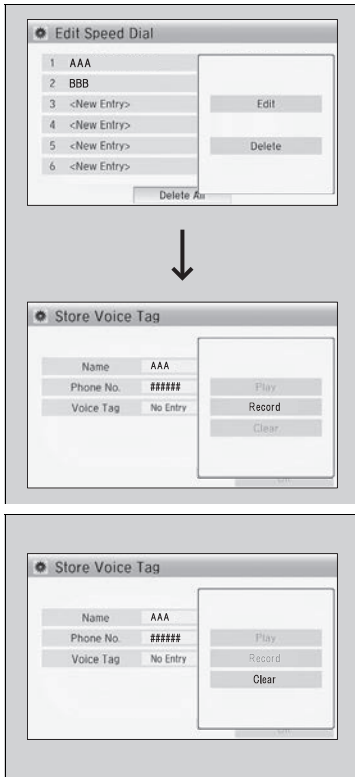 Edit Speed Dial
1 AAA
2 BBB
3 <New Entry>
4 <New Entry>
5 <New Entry>
6 <New Entry>
Edit
Delete
Delete All
Store Voice Tag
Name AAA
Phone No. ######
Voice Tag No Entry
Play
Record
Clear
Store Voice Tag
Name AAA
Phone No. ######
Voice Tag No Entry
Play
Record
Clear